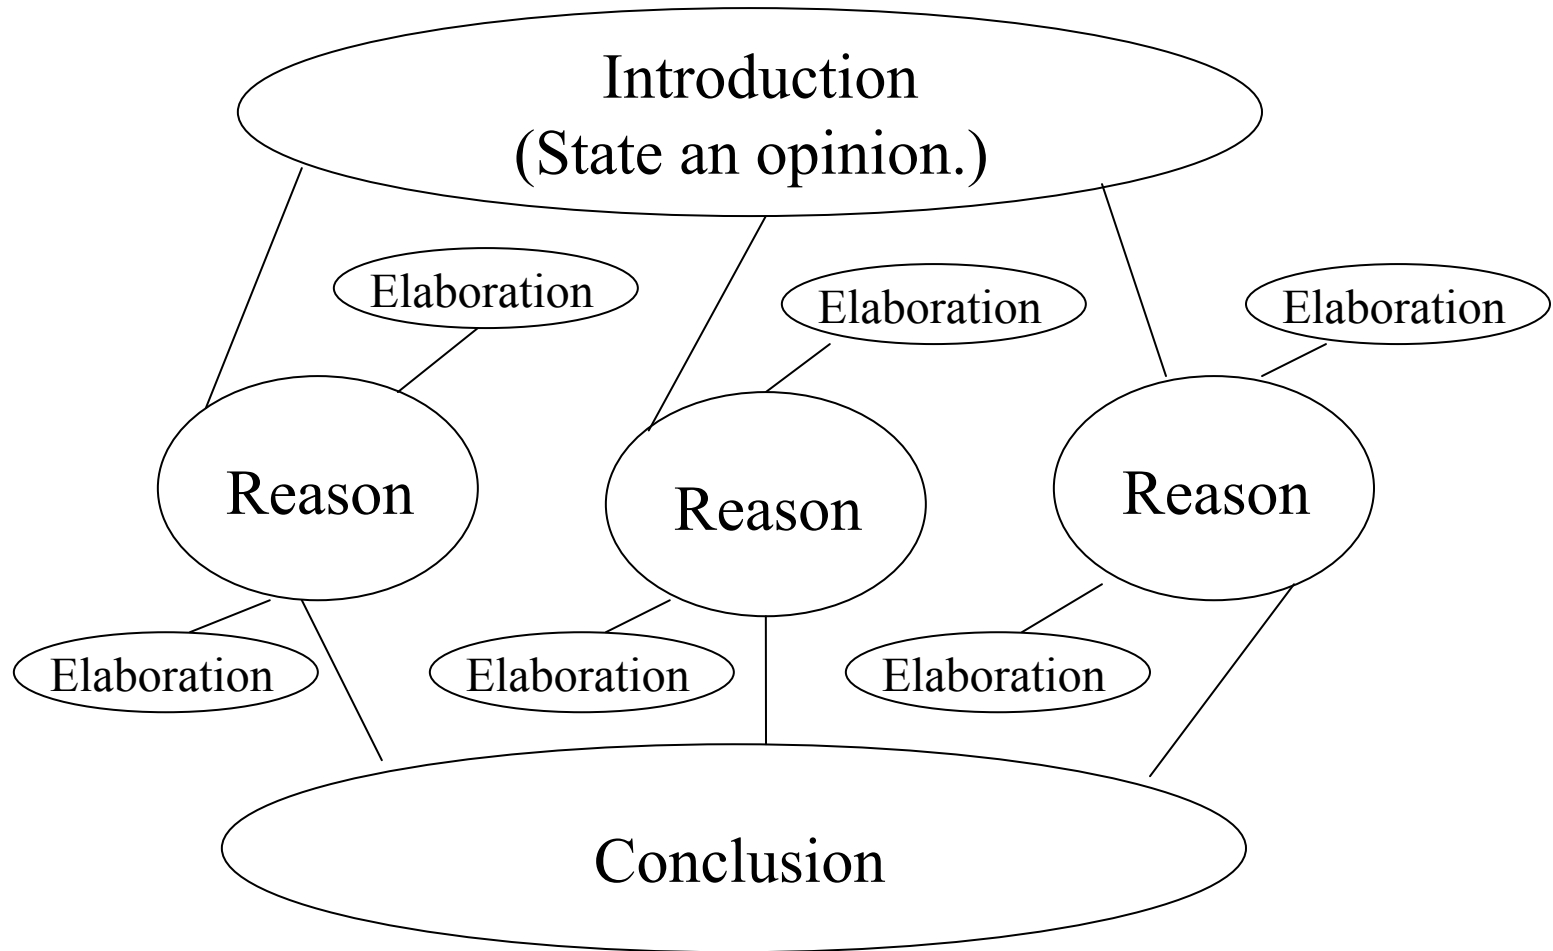 Introduction
(State an opinion.)
Elaboration
Elaboration
Elaboration
Reason
Reason
Reason
Elaboration
Elaboration
Elaboration
Conclusion